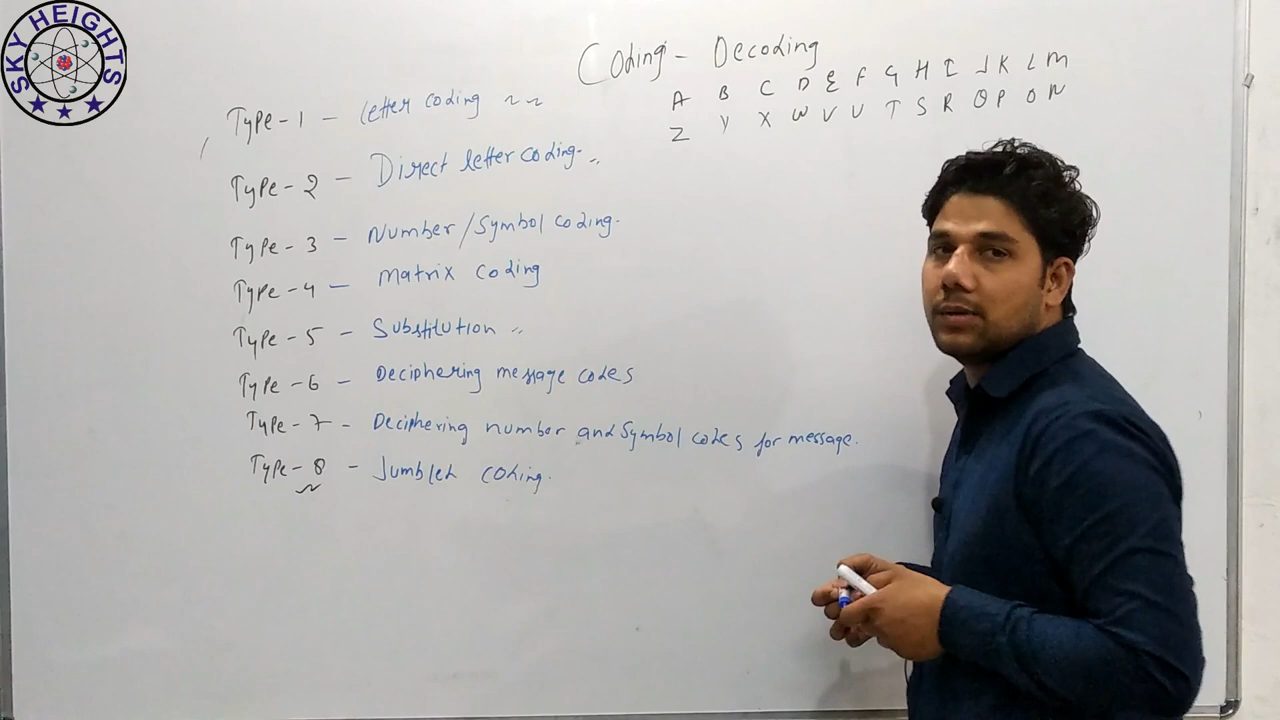 SKY HEIGHTS
Coding - Decoding
A B C D E F G H I J K L M
Z Y X W V U T S R Q P O N
Type-1 - Letter coding
Type-2 - Direct letter coding.
Type-3 - Number/Symbol coding.
Type-4 - Matrix coding
Type-5 - Substitution "
Type-6 - Deciphering message codes
Type-7 - Deciphering number and Symbol codes for message.
Type-8 - Jumbled coding.